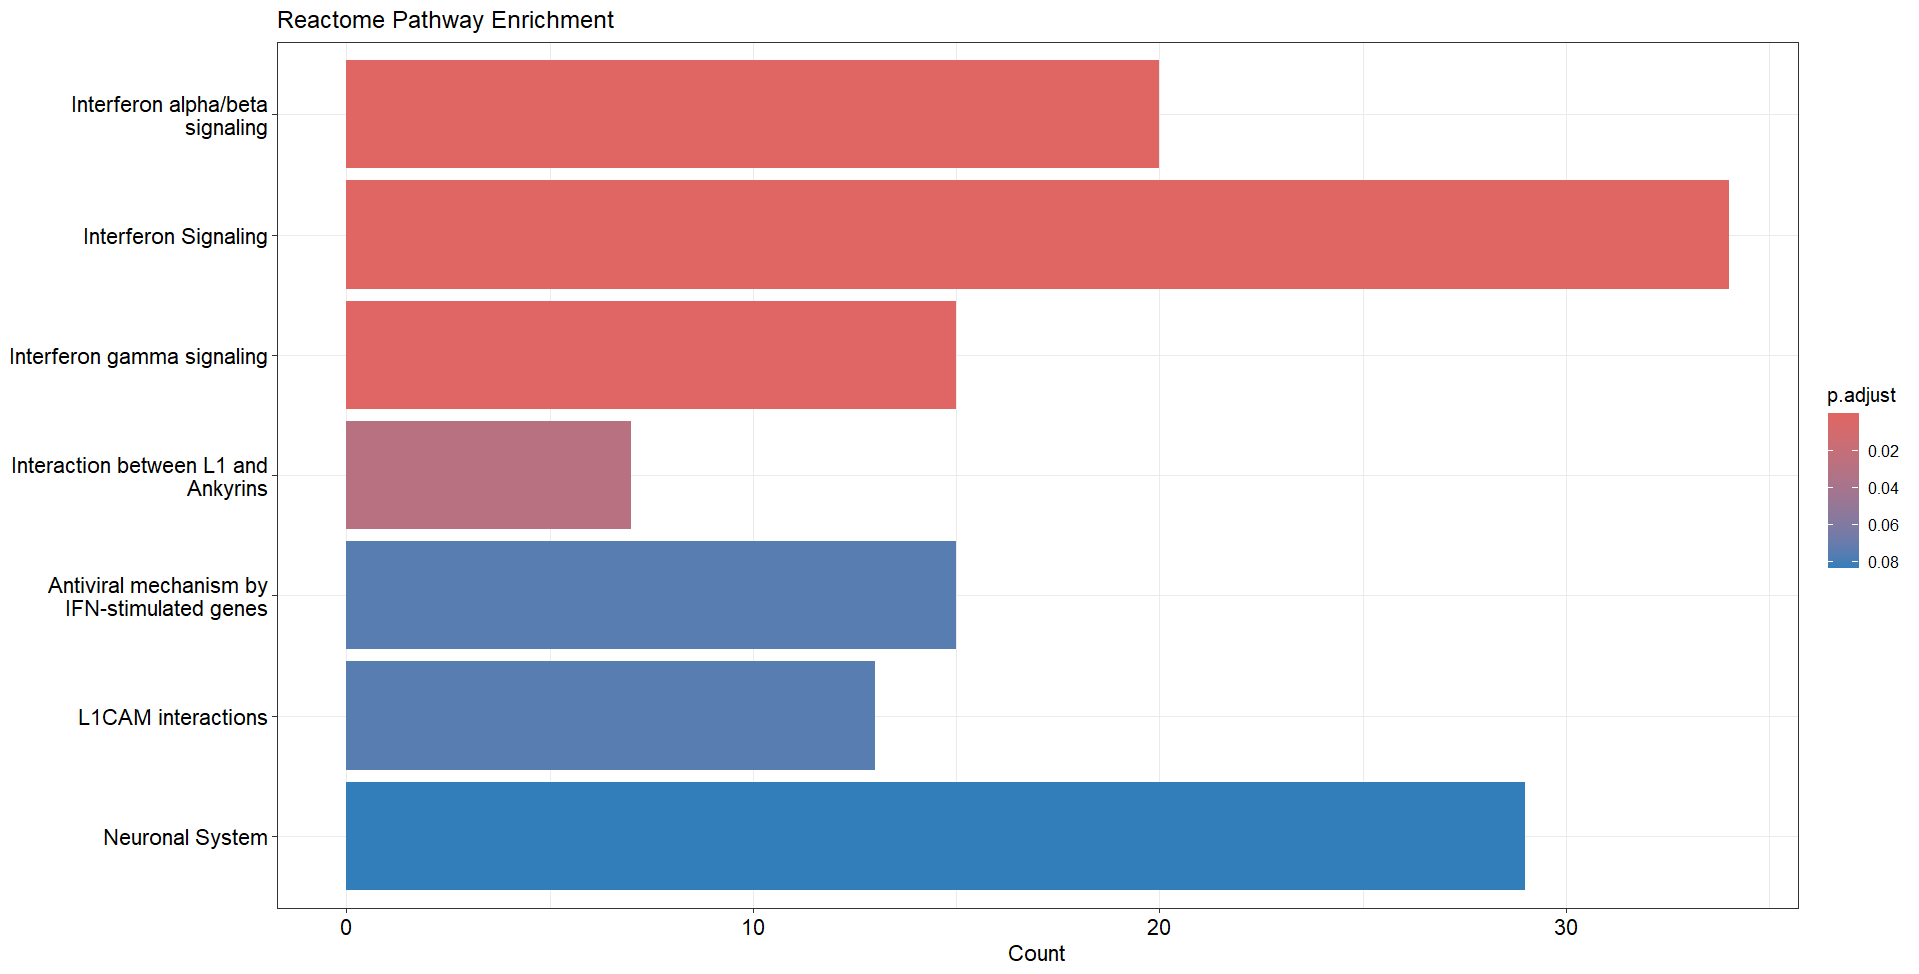 Reactome Pathway Enrichment
Interferon alpha/beta
signaling
Interferon Signaling
Interferon gamma signaling
Interaction between L1 and
Ankyrins
Antiviral mechanism by
IFN-stimulated genes
L1CAM interactions
Neuronal System
0 10 20 30
Count
p.adjust
0.02
0.04
0.06
0.08